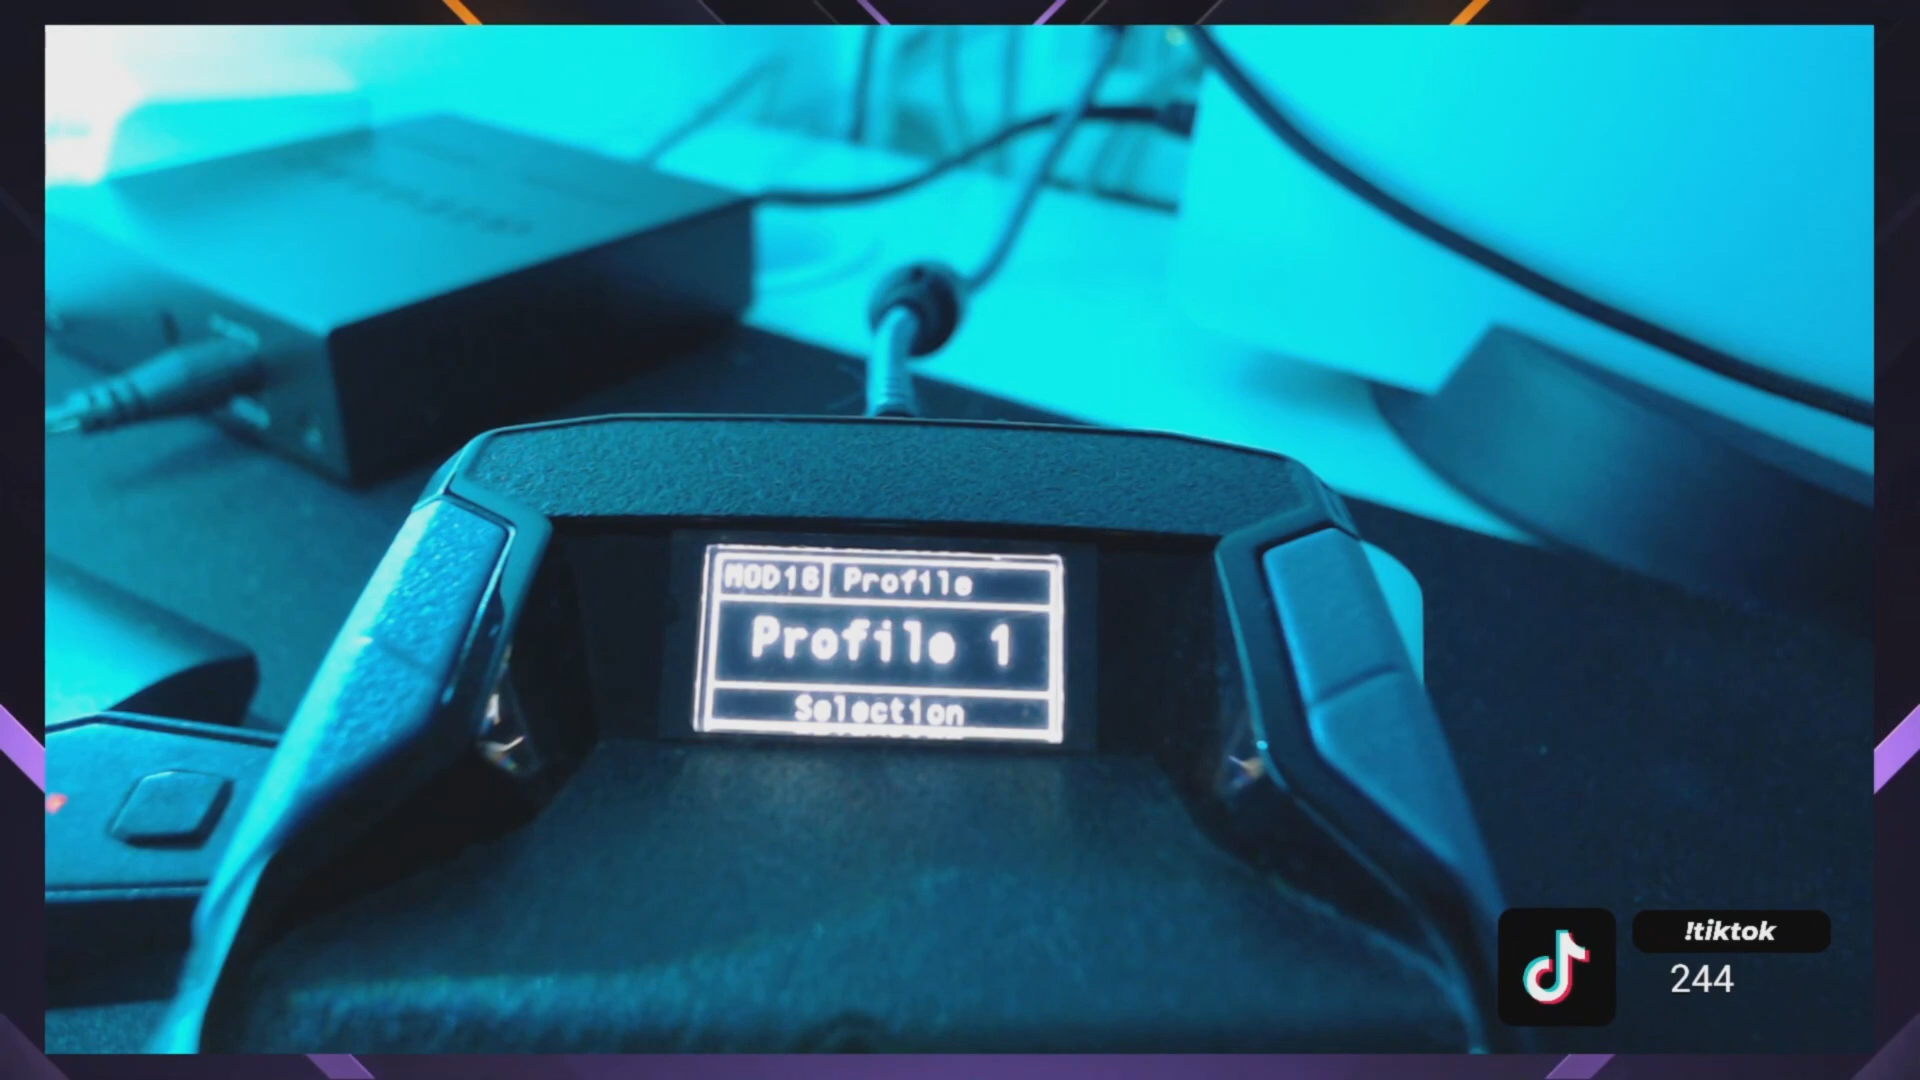 MOD16 Profile
Profile 1
Selection
!tiktok
244